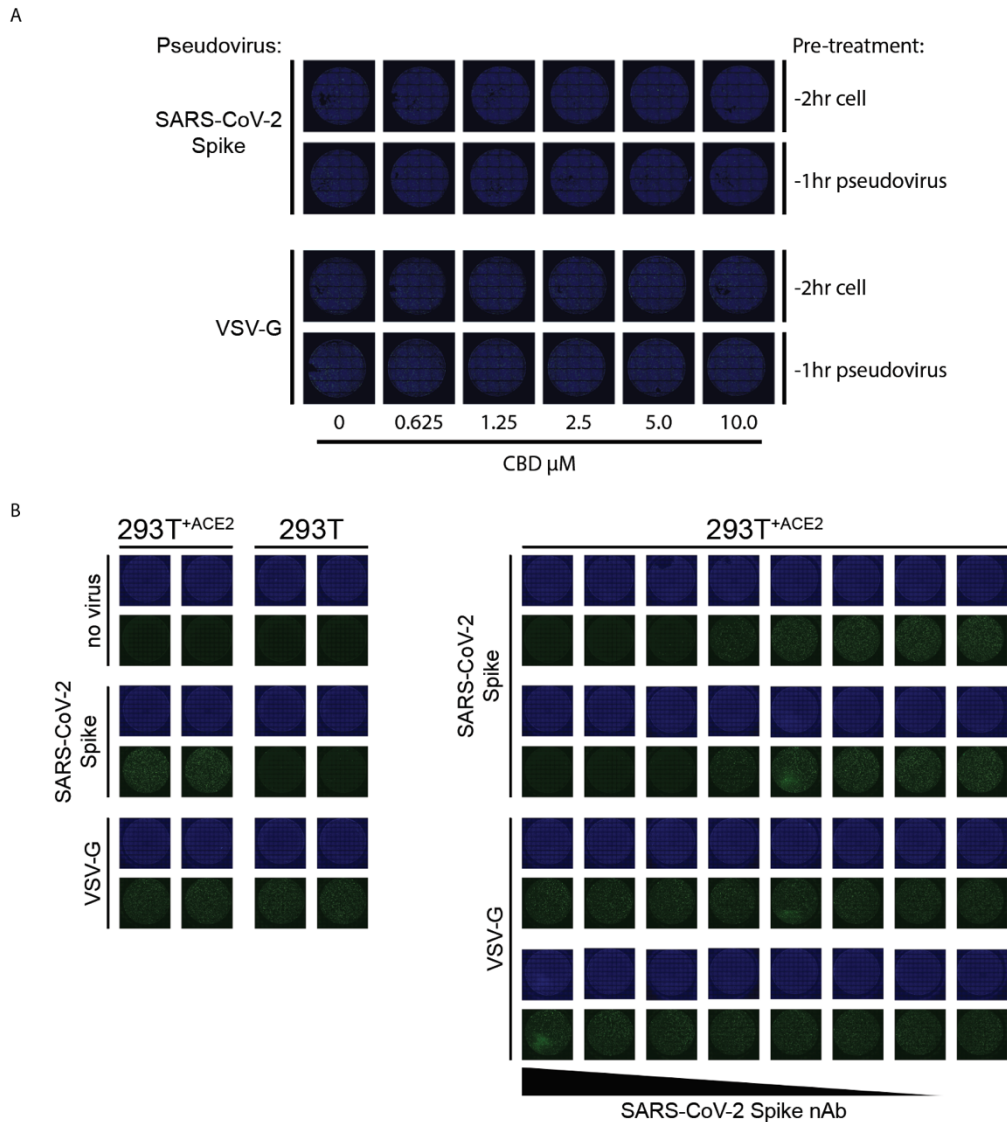 A
Pseudovirus:
Pre-treatment:
SARS-CoV-2
Spike
-2hr cell
-1hr pseudovirus
VSV-G
-2hr cell
-1hr pseudovirus
0 0.625 1.25 2.5 5.0 10.0
CBD µM
B
293T+ACE2 293T
no virus
SARS-CoV-2
Spike
VSV-G
293T+ACE2
SARS-CoV-2
Spike
VSV-G
SARS-CoV-2 Spike nAb